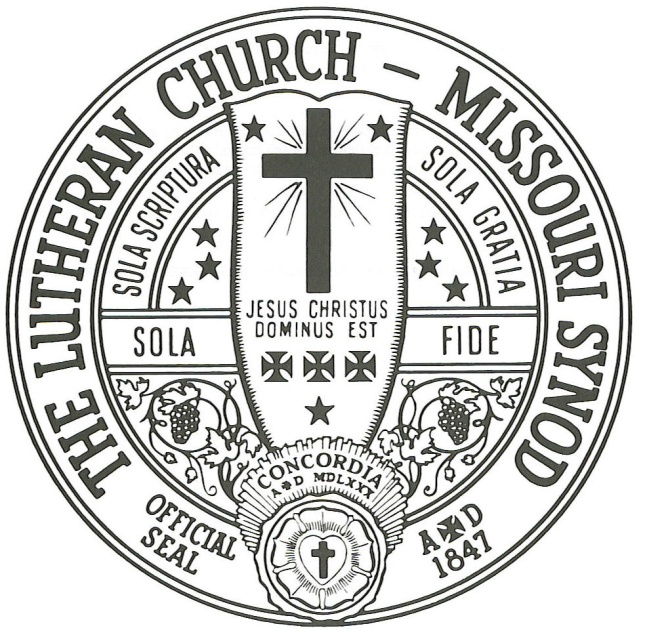 THE LUTHERAN CHURCH – MISSOURI SYNOD
SOLA SCRIPTURA
SOLA GRATIA
JESUS CHRISTUS
DOMINUS EST
SOLA FIDE
CONCORDIA
A ✠ D MDLXXX
OFFICIAL
SEAL
A ✠ D
1847